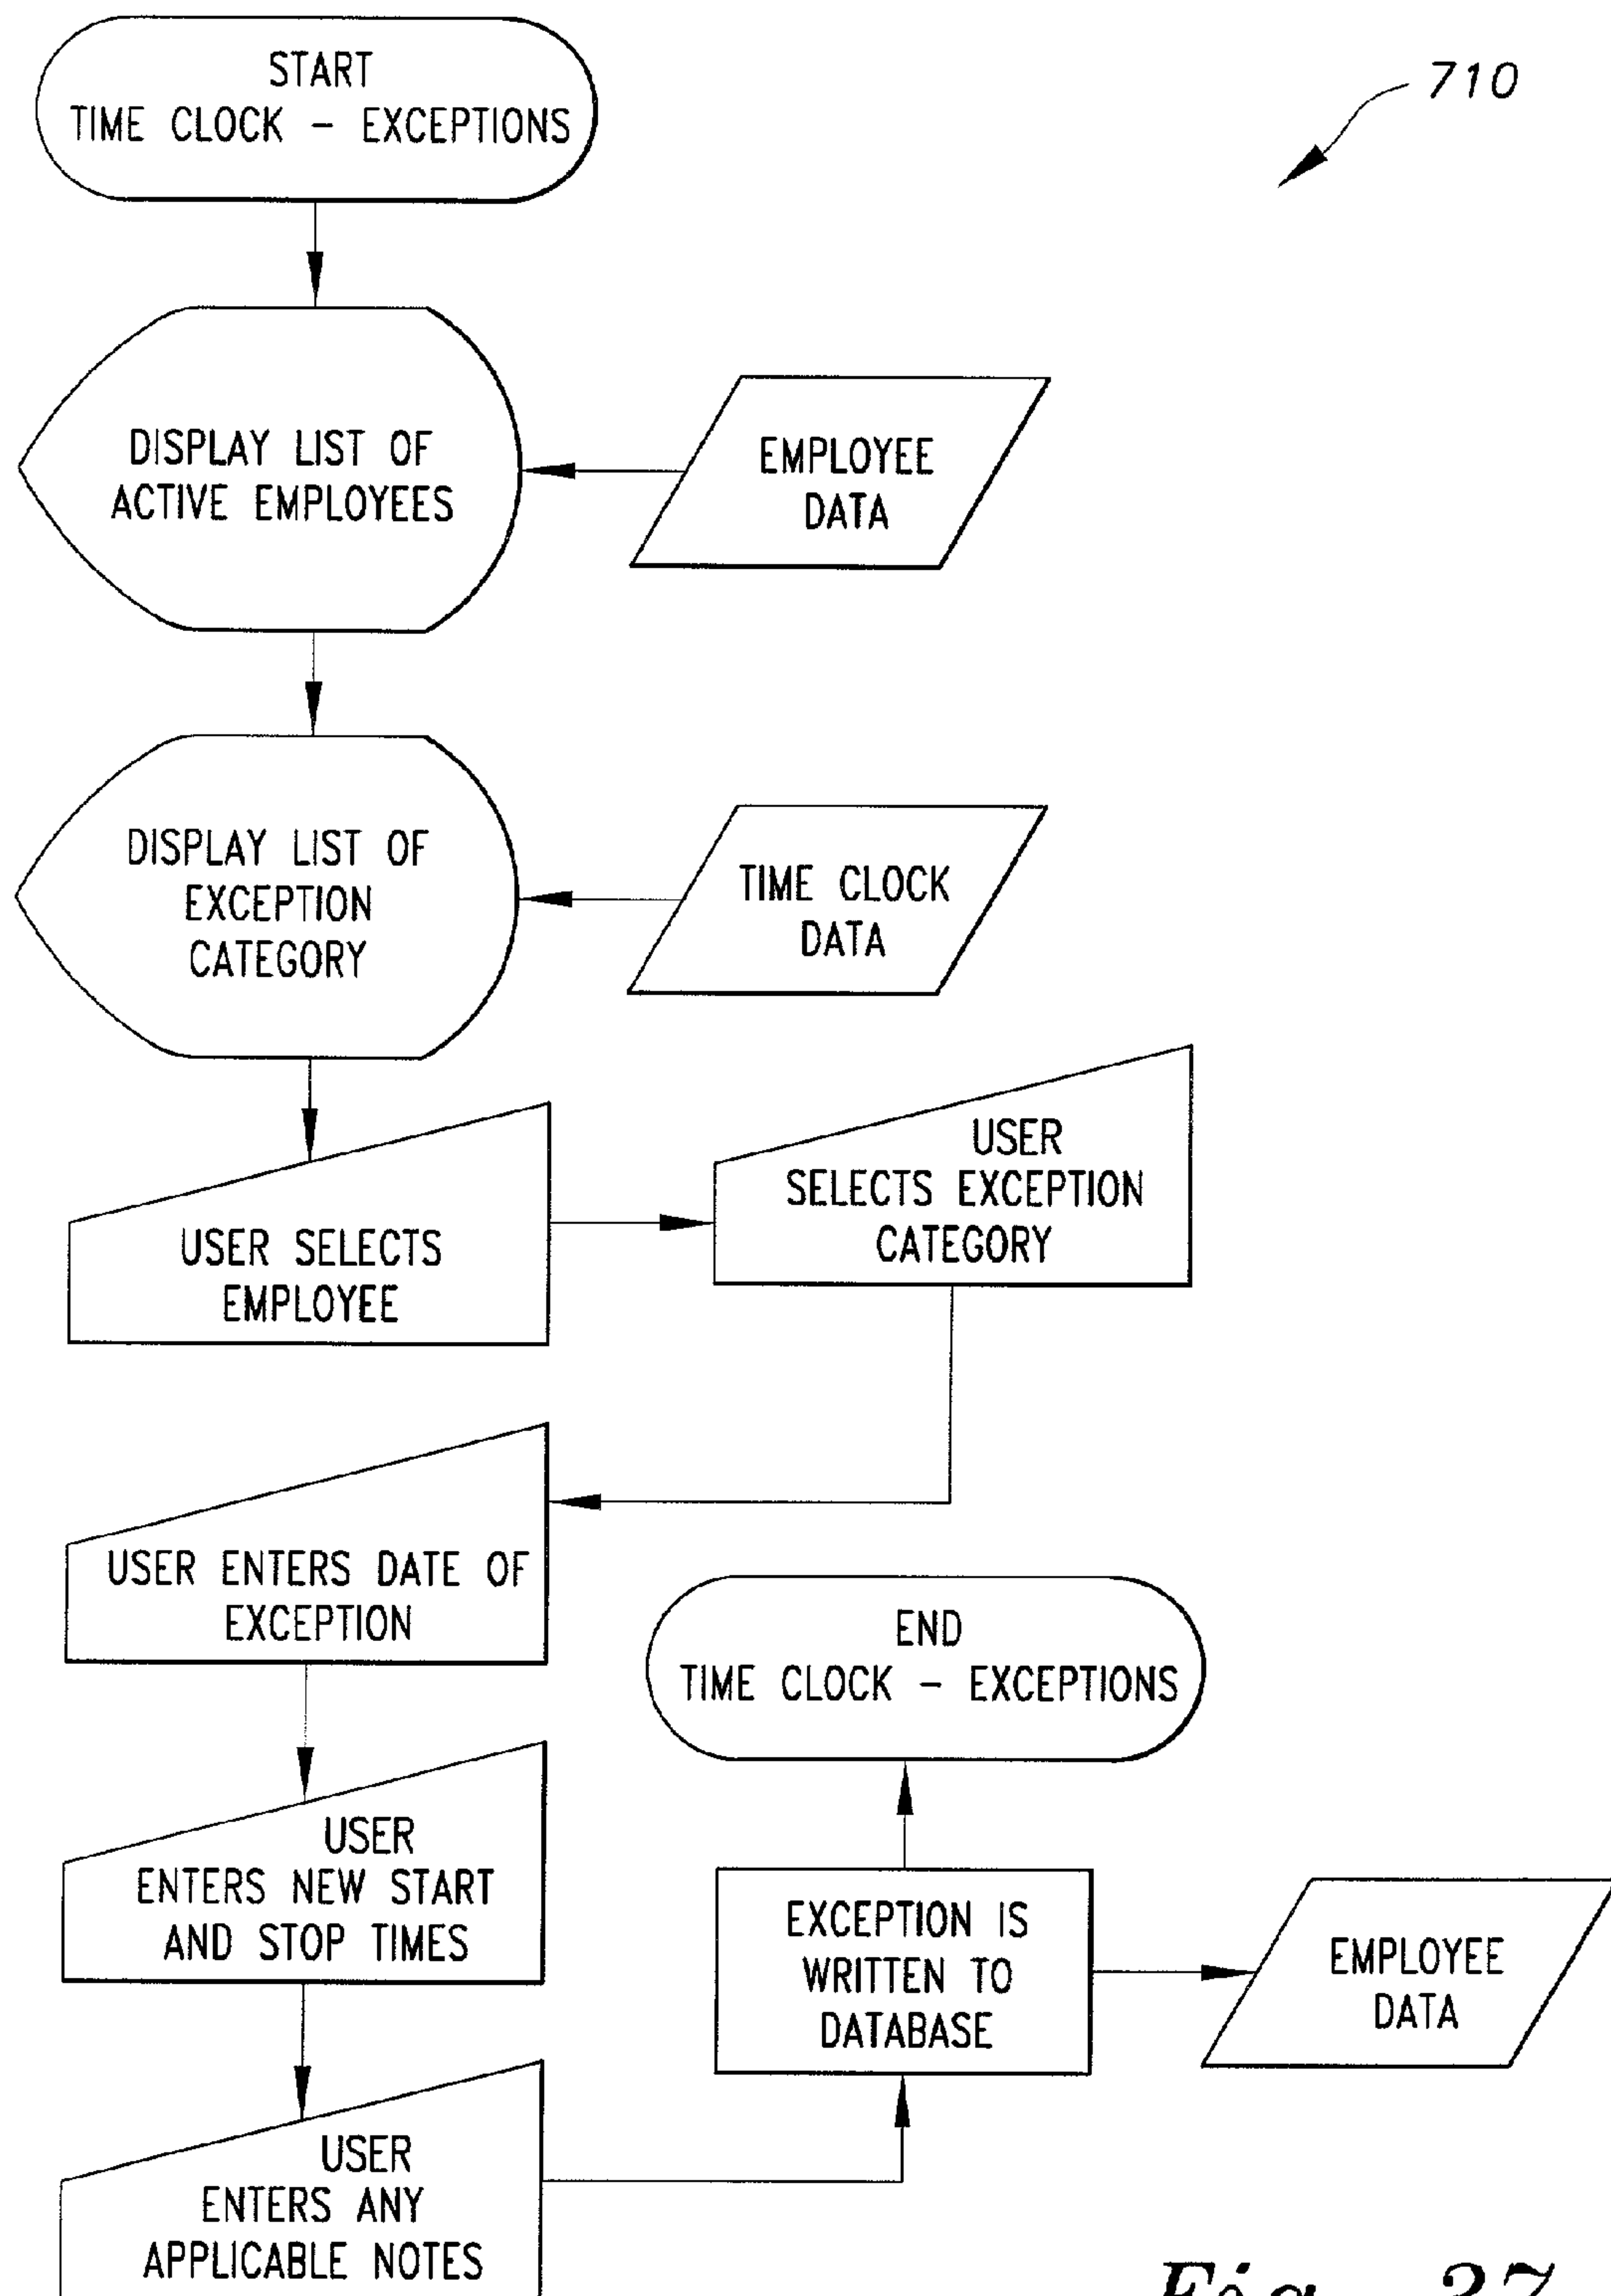 START
TIME CLOCK – EXCEPTIONS
710
DISPLAY LIST OF
ACTIVE EMPLOYEES
EMPLOYEE
DATA
DISPLAY LIST OF
EXCEPTION
CATEGORY
TIME CLOCK
DATA
USER SELECTS
EMPLOYEE
USER
SELECTS EXCEPTION
CATEGORY
USER ENTERS DATE OF
EXCEPTION
USER
ENTERS NEW START
AND STOP TIMES
USER
ENTERS ANY
APPLICABLE NOTES
EXCEPTION IS
WRITTEN TO
DATABASE
EMPLOYEE
DATA
END
TIME CLOCK – EXCEPTIONS
Fig. 37